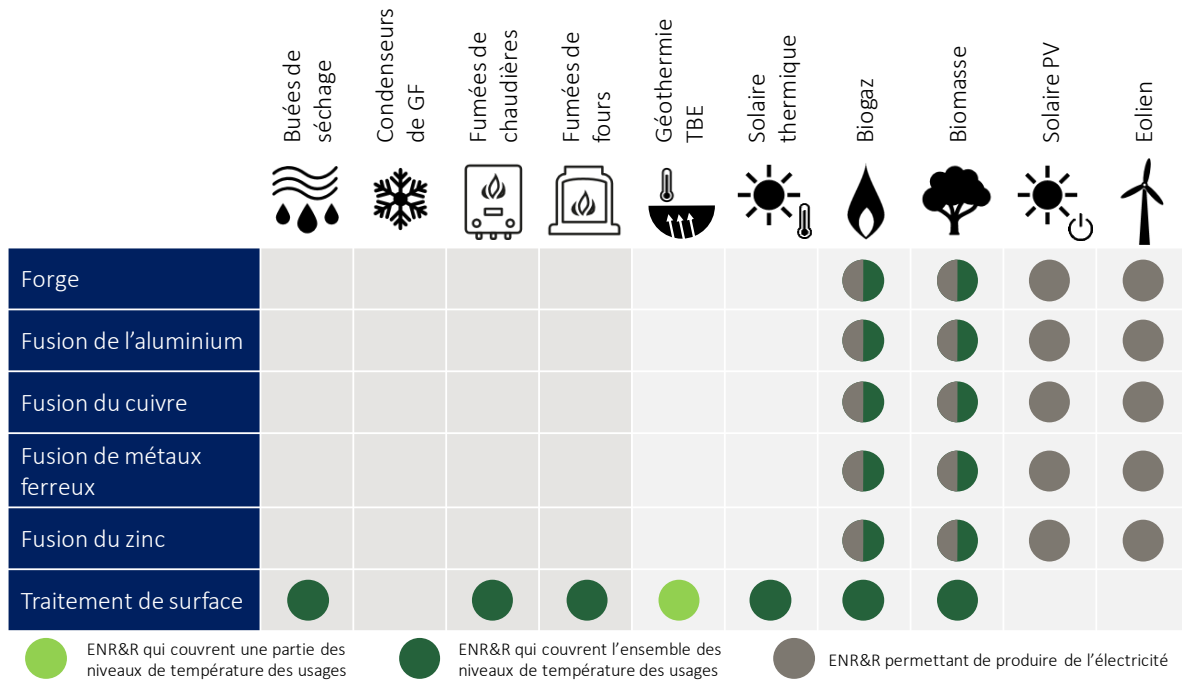 Buées de
séchage
Condenseurs
de GF
Fumées de
chaudières
Fumées de
fours
Géothermie
TBE
Solaire
thermique
Biogaz
Biomasse
Solaire PV
Eolien
Forge
Fusion de l’aluminium
Fusion du cuivre
Fusion de métaux
ferreux
Fusion du zinc
Traitement de surface
ENR&R qui couvrent une partie des
niveaux de température des usages
ENR&R qui couvrent l’ensemble des
niveaux de température des usages
ENR&R permettant de produire de l’électricité